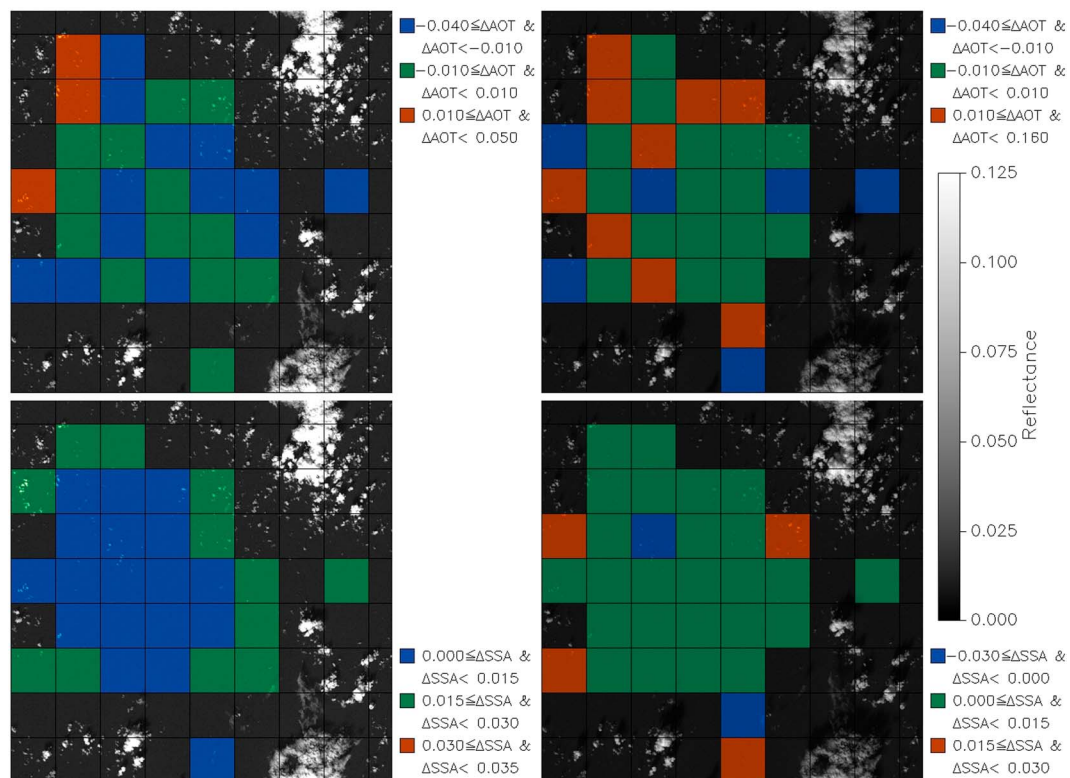 -0.040≦ΔAOT &
ΔAOT<-0.010
-0.010≦ΔAOT &
ΔAOT< 0.010
0.010≦ΔAOT &
ΔAOT< 0.050
-0.040≦ΔAOT &
ΔAOT<-0.010
-0.010≦ΔAOT &
ΔAOT< 0.010
0.010≦ΔAOT &
ΔAOT< 0.160
0.125
0.100
0.075
0.050
0.025
0.000
Reflectance
0.000≦ΔSSA &
ΔSSA< 0.015
0.015≦ΔSSA &
ΔSSA< 0.030
0.030≦ΔSSA &
ΔSSA< 0.035
-0.030≦ΔSSA &
ΔSSA< 0.000
0.000≦ΔSSA &
ΔSSA< 0.015
0.015≦ΔSSA &
ΔSSA< 0.030